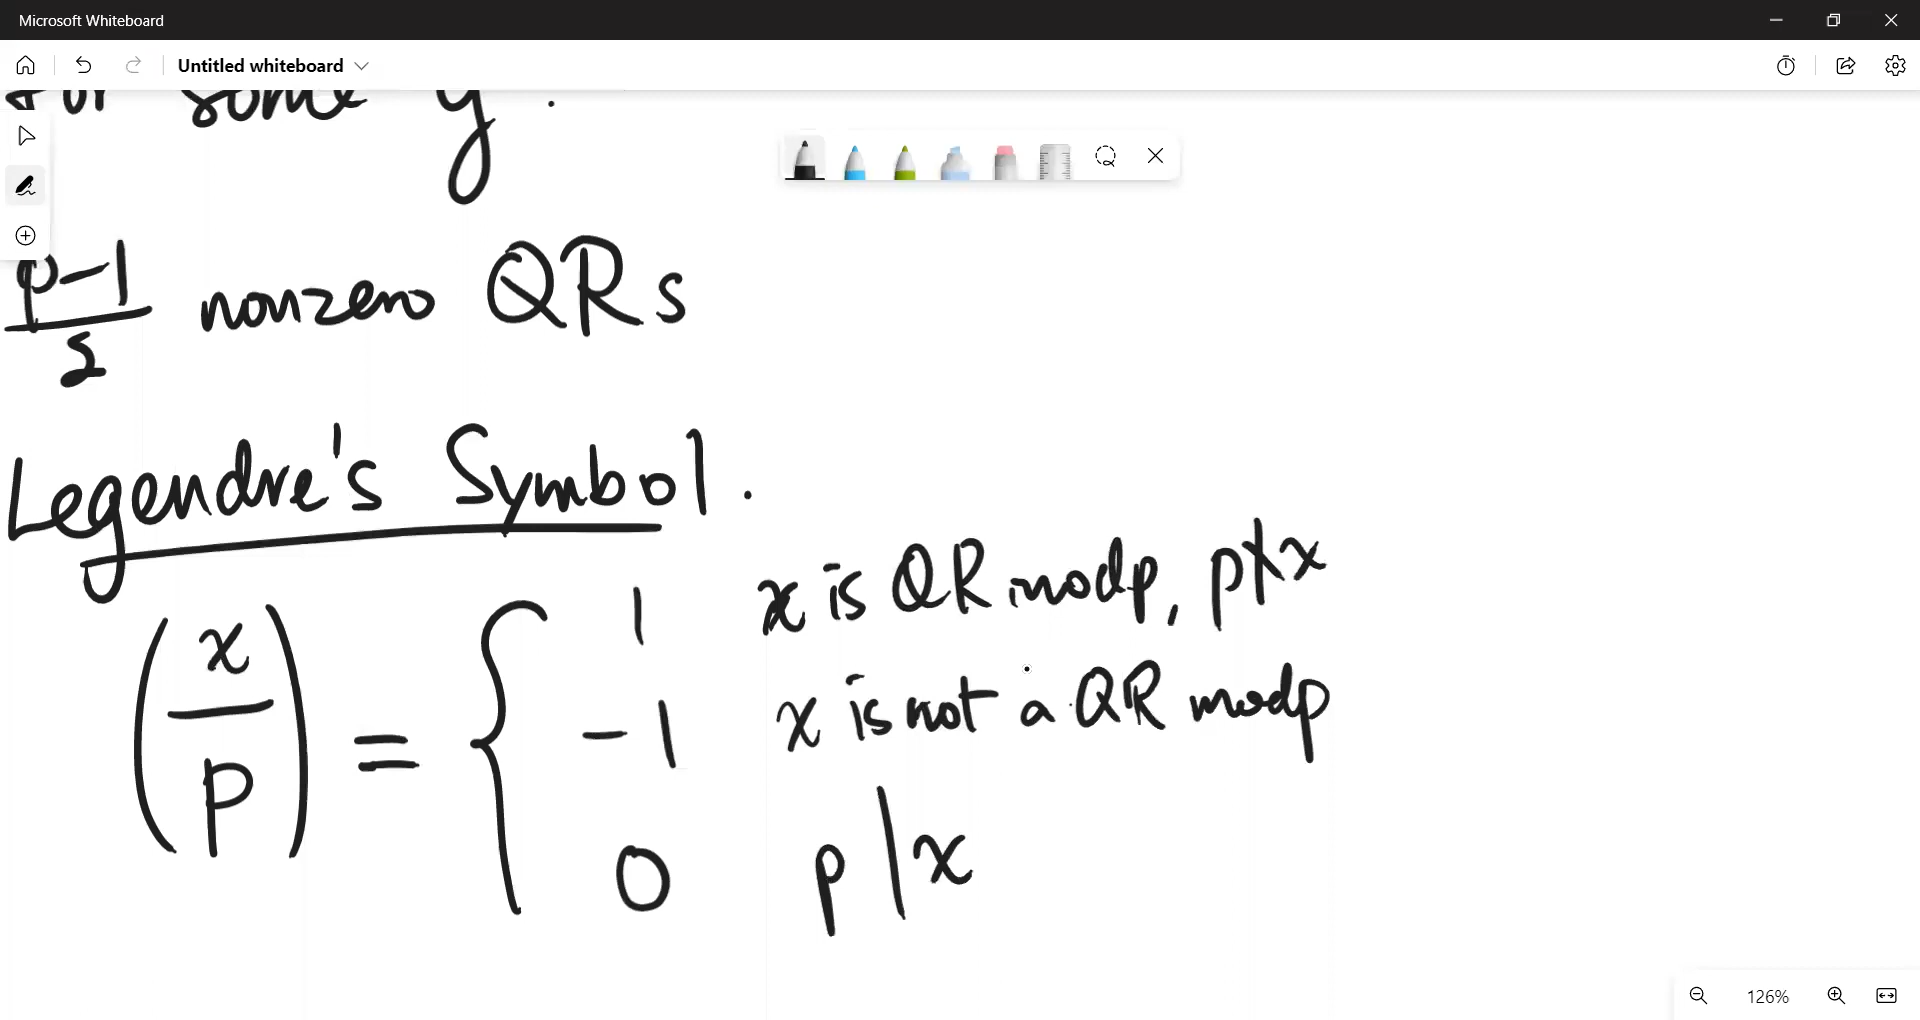 Microsoft Whiteboard
Untitled whiteboard
for some y.
p-1
2
nonzero QRs
Legendre's Symbol.
(x/p) = { 1 x is QR mod p, p∤x
-1 x is not a QR mod p
0 p | x
126%